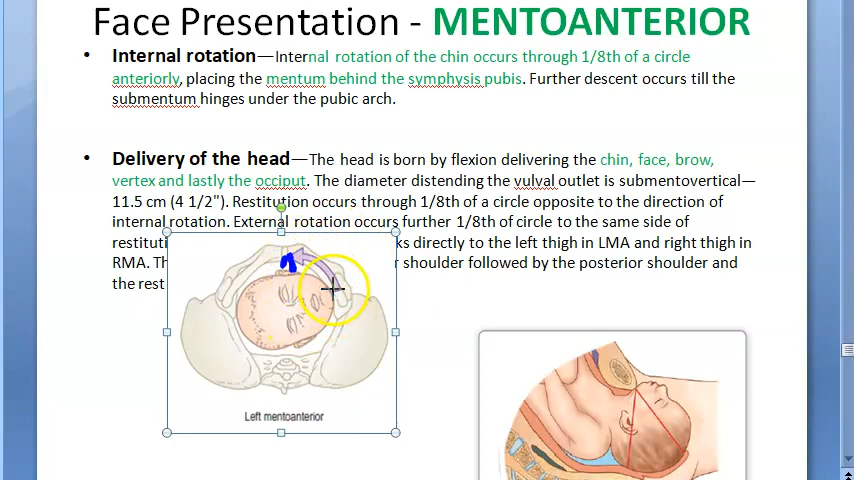 Face Presentation - MENTOANTERIOR
• Internal rotation—Internal rotation of the chin occurs through 1/8th of a circle
anteriorly, placing the mentum behind the symphysis pubis. Further descent occurs till the
submentum hinges under the pubic arch.
• Delivery of the head—The head is born by flexion delivering the chin, face, brow,
vertex and lastly the occiput. The diameter distending the vulval outlet is submentovertical—
11.5 cm (4 1/2"). Restitution occurs through 1/8th of a circle opposite to the direction of
internal rotation. External rotation occurs further 1/8th of circle to the same side of
restituti ks directly to the left thigh in LMA and right thigh in
RMA. Th r shoulder followed by the posterior shoulder and
the rest
Left mentoanterior